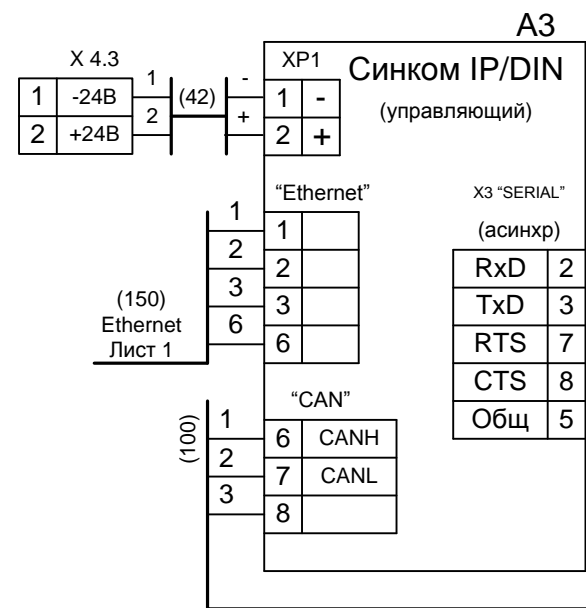 A3
X 4.3
1 -24В
2 +24В
1
2
(42)
-
+
XP1
1 -
2 +
Синком IP/DIN
(управляющий)
"Ethernet"
1 1
2 2
3 3
6 6
(150)
Ethernet
Лист 1
X3 “SERIAL”
(асинхр)
RxD 2
TxD 3
RTS 7
CTS 8
Общ 5
“CAN”
(100)
1 6 CANH
2 7 CANL
3 8